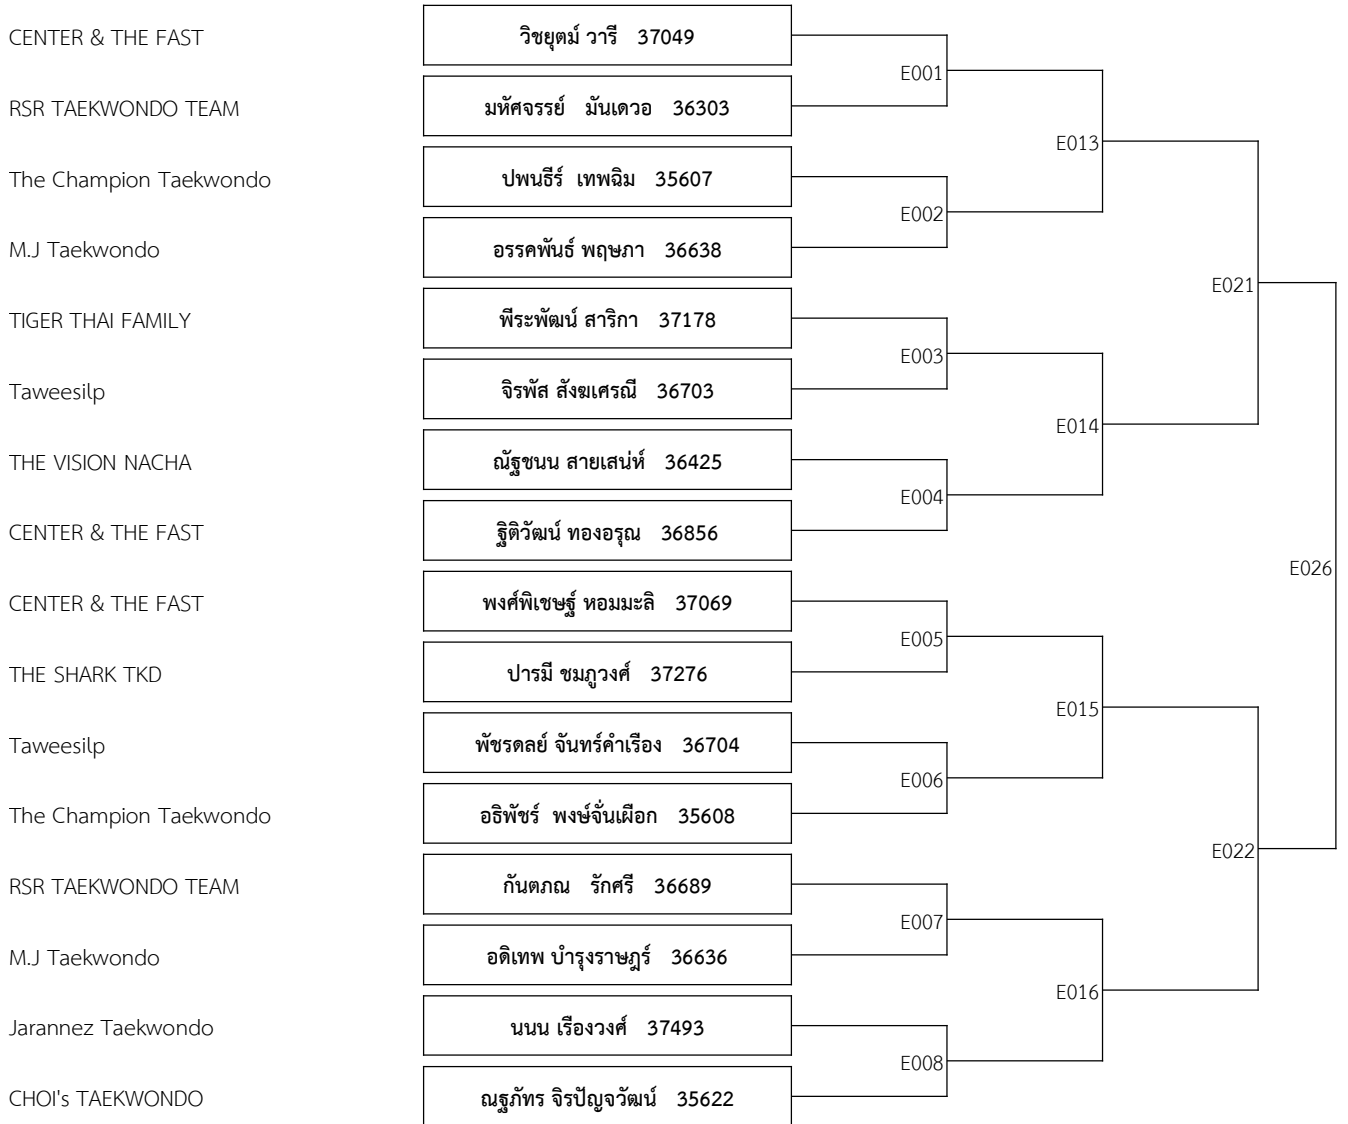 CENTER & THE FAST วิชยุตม์ วารี 37049
E001
RSR TAEKWONDO TEAM มหัศจรรย์ มันเดวอ 36303
E013
The Champion Taekwondo ปพนธีร์ เทพฉิม 35607
E002
M.J Taekwondo อรรคพันธ์ พฤษภา 36638
E021
TIGER THAI FAMILY พีระพัฒน์ สาริกา 37178
E003
Taweesilp จิรพัส สังฆเศรณี 36703
E014
THE VISION NACHA ณัฐชนน สายเสน่ห์ 36425
E004
CENTER & THE FAST ฐิติวัฒน์ ทองอรุณ 36856
E026
CENTER & THE FAST พงศ์พิเชษฐ์ หอมมะลิ 37069
E005
THE SHARK TKD ปารมี ชมภูวงศ์ 37276
E015
Taweesilp พัชรดลย์ จันทร์คำเรือง 36704
E006
The Champion Taekwondo อธิพัชร์ พงษ์จั่นเผือก 35608
E022
RSR TAEKWONDO TEAM กันตภณ รักศรี 36689
E007
M.J Taekwondo อดิเทพ บำรุงราษฎร์ 36636
E016
Jarannez Taekwondo นนน เรืองวงศ์ 37493
E008
CHOI's TAEKWONDO ณฐภัทร จิรปัญจวัฒน์ 35622